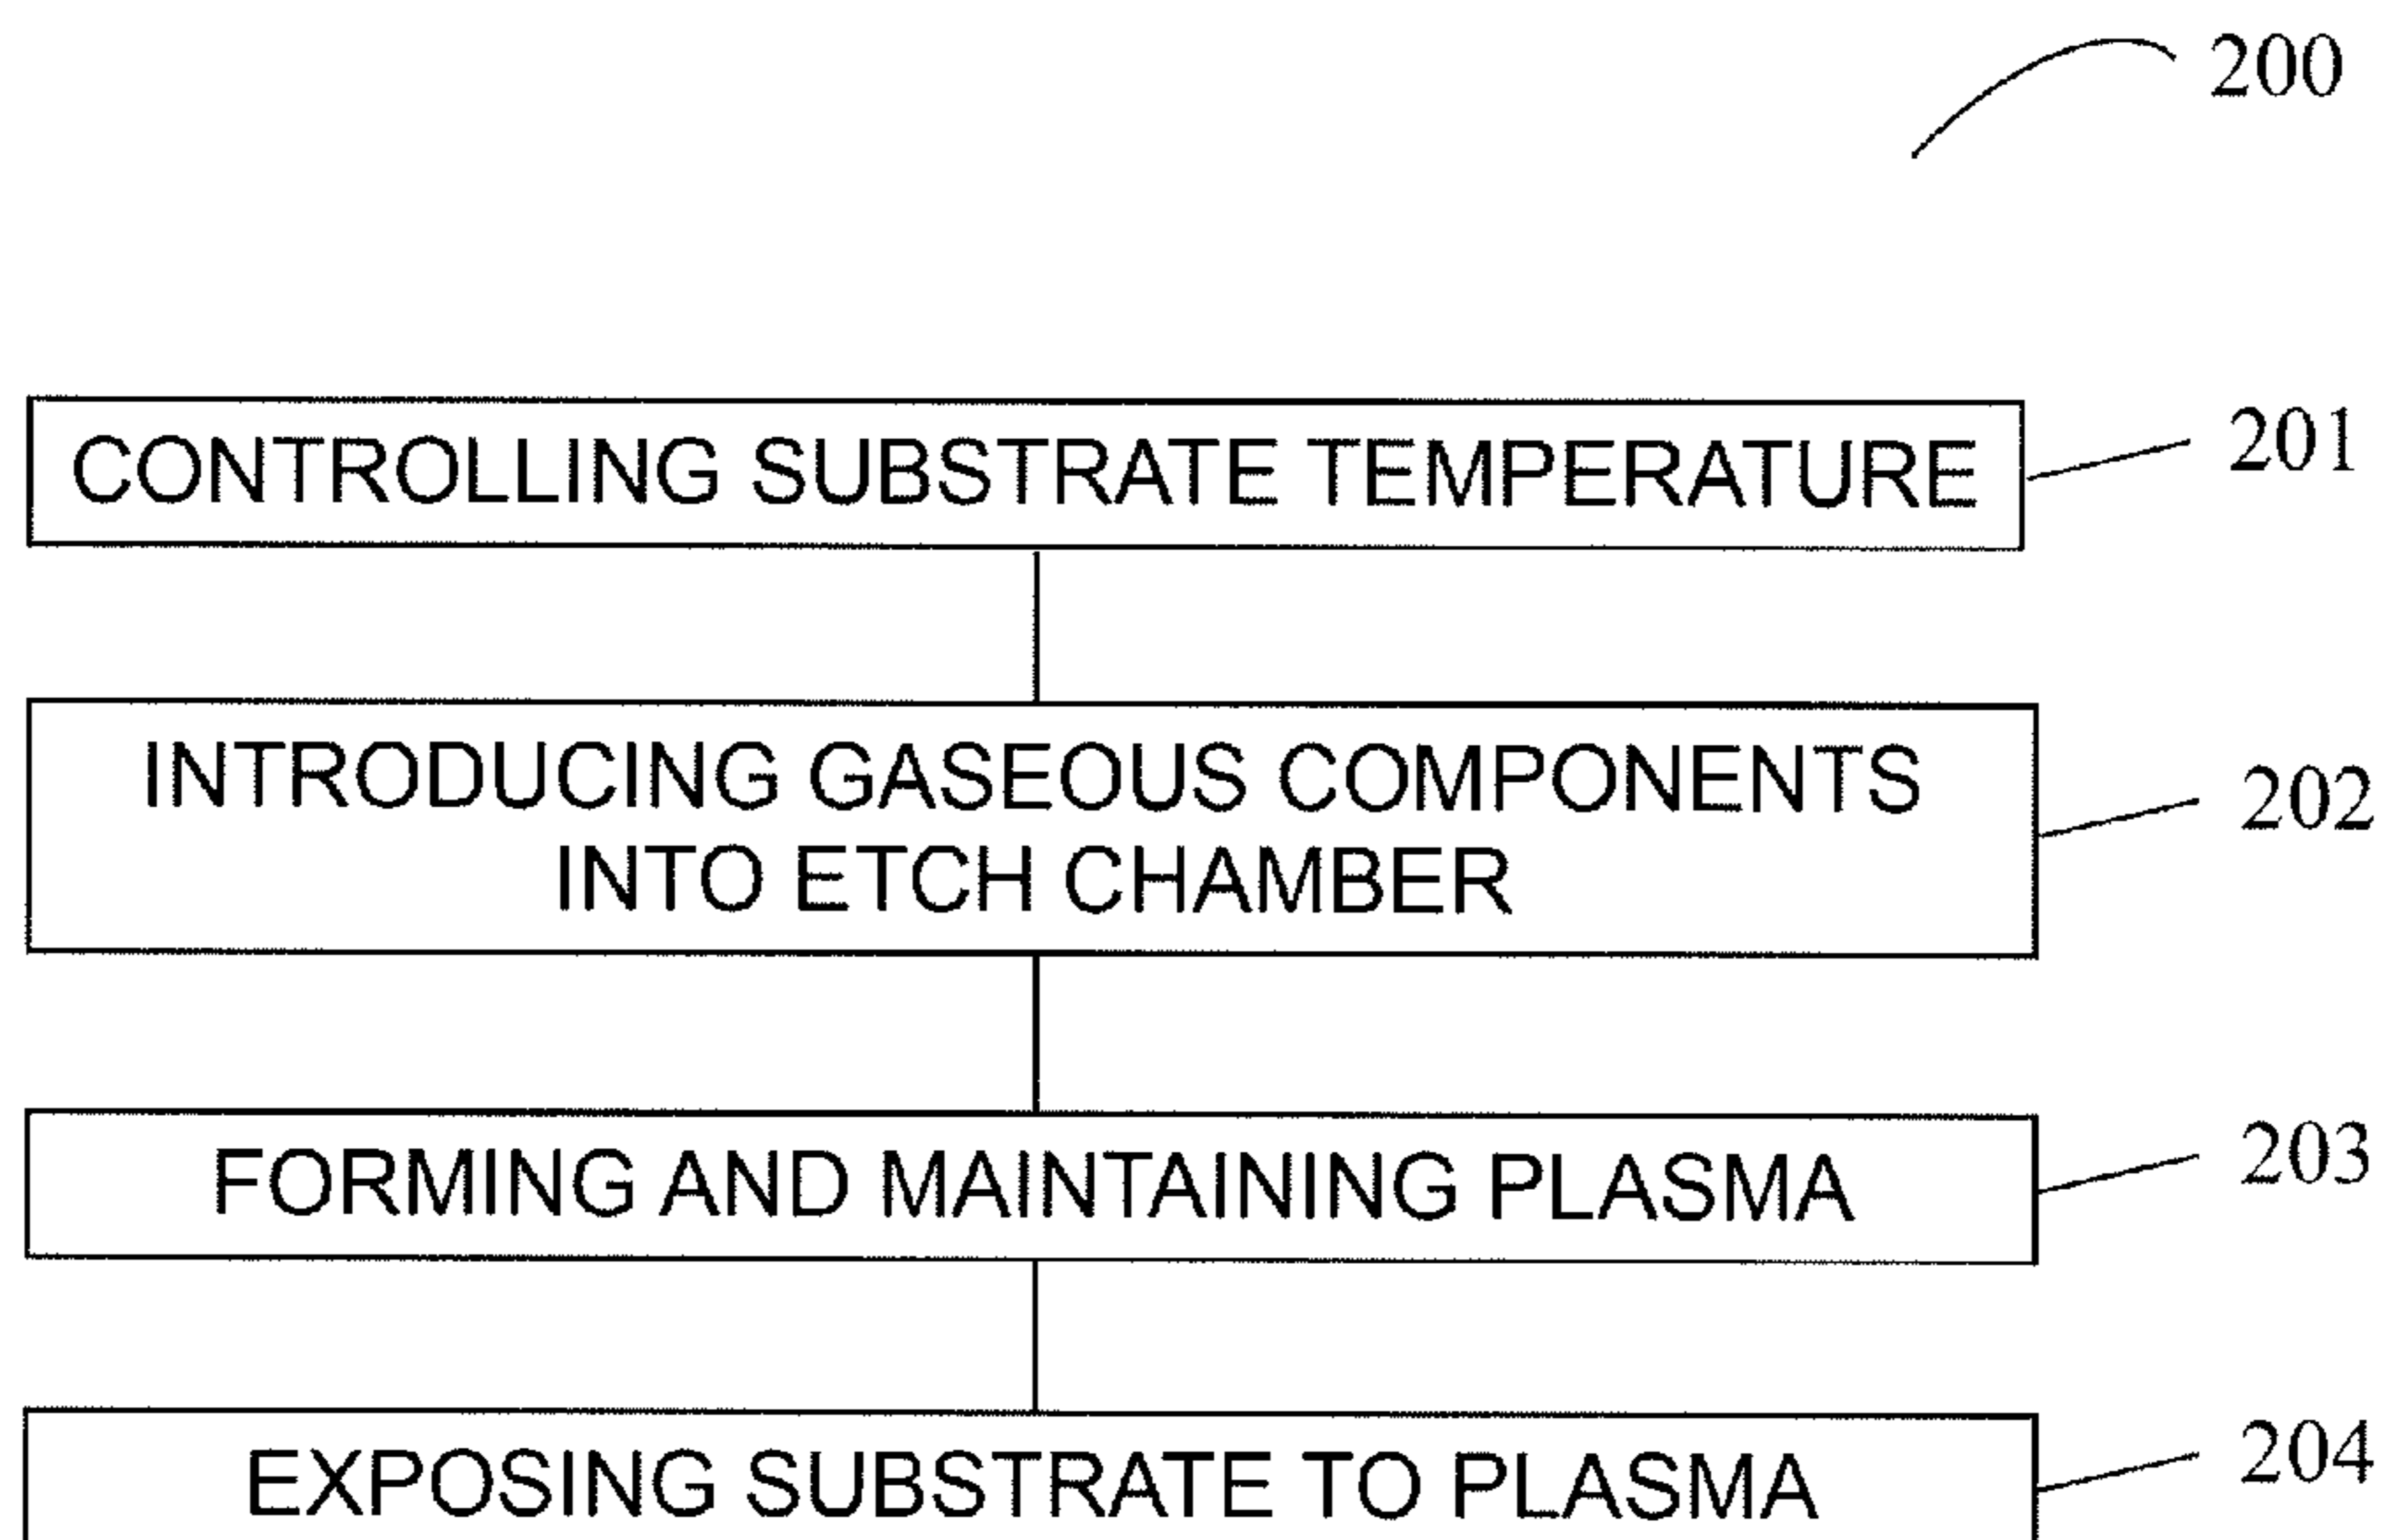 200
CONTROLLING SUBSTRATE TEMPERATURE
201
INTRODUCING GASEOUS COMPONENTS
INTO ETCH CHAMBER
202
FORMING AND MAINTAINING PLASMA
203
EXPOSING SUBSTRATE TO PLASMA
204